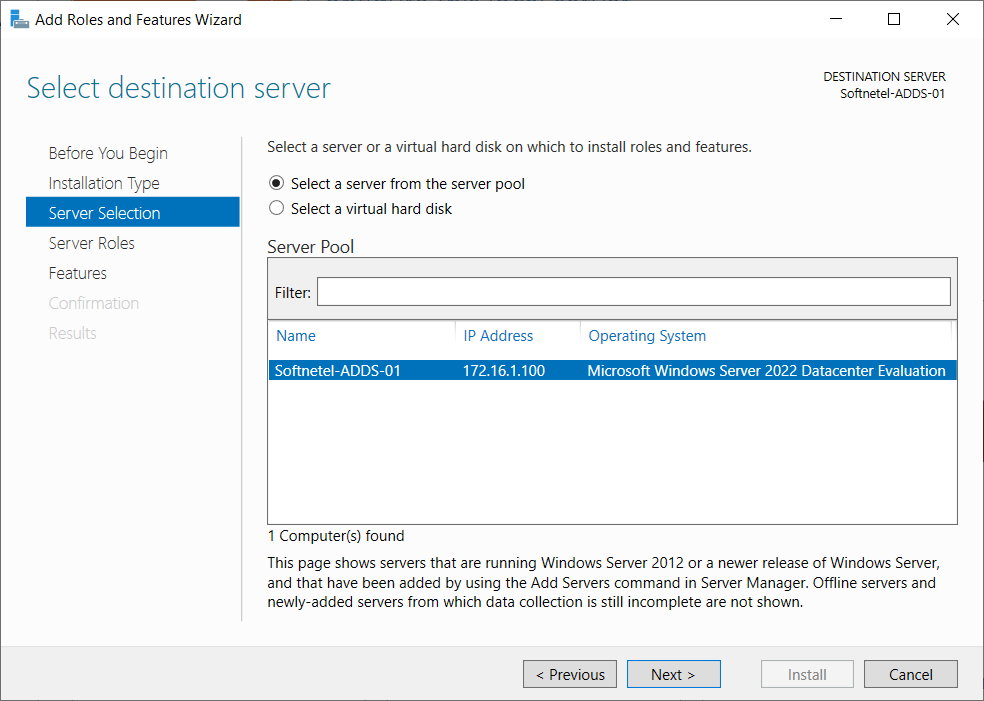 Add Roles and Features Wizard
Select destination server
DESTINATION SERVER
Softnetel-ADDS-01
Before You Begin
Installation Type
Server Selection
Server Roles
Features
Confirmation
Results
Select a server or a virtual hard disk on which to install roles and features.
Select a server from the server pool
Select a virtual hard disk
Server Pool
Filter:
Name IP Address Operating System
Softnetel-ADDS-01 172.16.1.100 Microsoft Windows Server 2022 Datacenter Evaluation
1 Computer(s) found
This page shows servers that are running Windows Server 2012 or a newer release of Windows Server,
and that have been added by using the Add Servers command in Server Manager. Offline servers and
newly-added servers from which data collection is still incomplete are not shown.
< Previous Next > Install Cancel